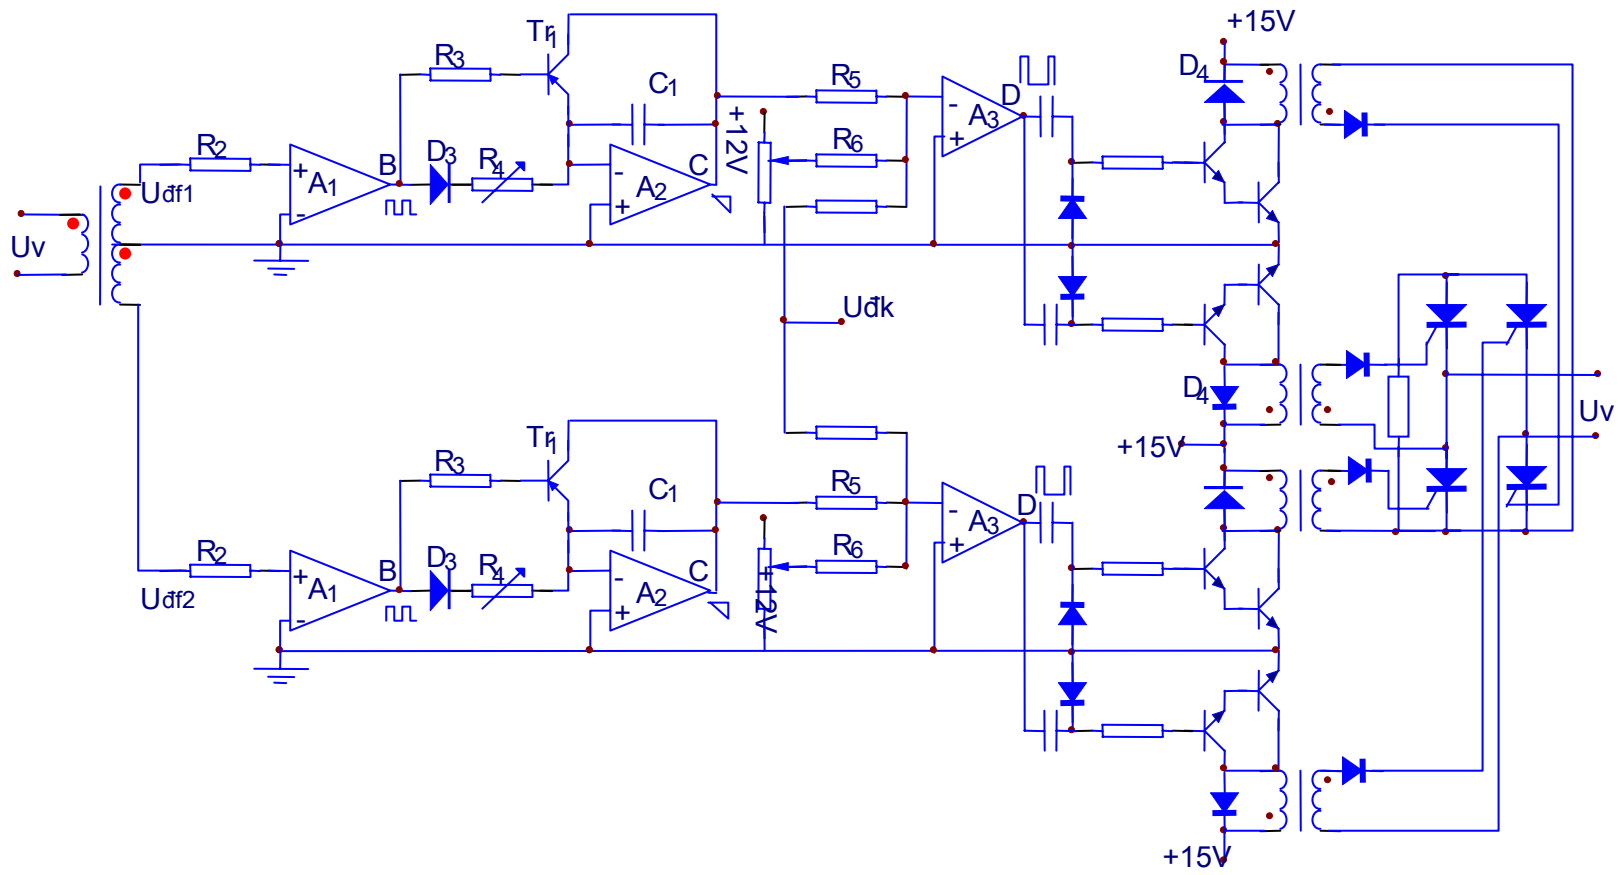 +15V
Tr1
R3
C1
R5
D
D4
R2
B
D3
R4
C
+12V
R6
A3
+
-
A1
-
+
A2
-
+
Uđf1
Uv
Uđk
D4
Uv
+15V
Tr1
R3
C1
R5
D
R2
B
D3
R4
C
+12V
R6
A3
-
+
A1
+
-
A2
-
+
Uđf2
+15V